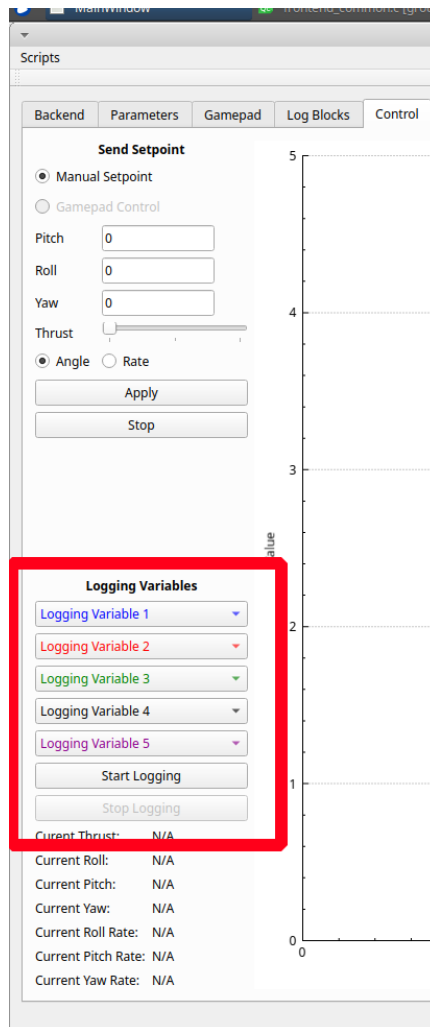 MainWindow
frontend_common.c
Scripts
Backend Parameters Gamepad Log Blocks Control
Send Setpoint
Manual Setpoint
Gamepad Control
Pitch 0
Roll 0
Yaw 0
Thrust
Angle Rate
Apply
Stop
Logging Variables
Logging Variable 1
Logging Variable 2
Logging Variable 3
Logging Variable 4
Logging Variable 5
Start Logging
Stop Logging
Curent Thrust: N/A
Current Roll: N/A
Current Pitch: N/A
Current Yaw: N/A
Current Roll Rate: N/A
Current Pitch Rate: N/A
Current Yaw Rate: N/A
5
4
3
2
1
0
0